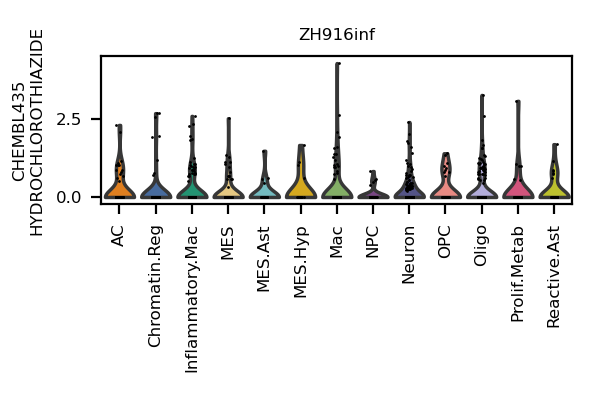 ZH916inf
CHEMBL435
HYDROCHLOROTHIAZIDE
2.5
0.0
AC
Chromatin.Reg
Inflammatory.Mac
MES
MES.Ast
MES.Hyp
Mac
NPC
Neuron
OPC
Oligo
Prolif.Metab
Reactive.Ast